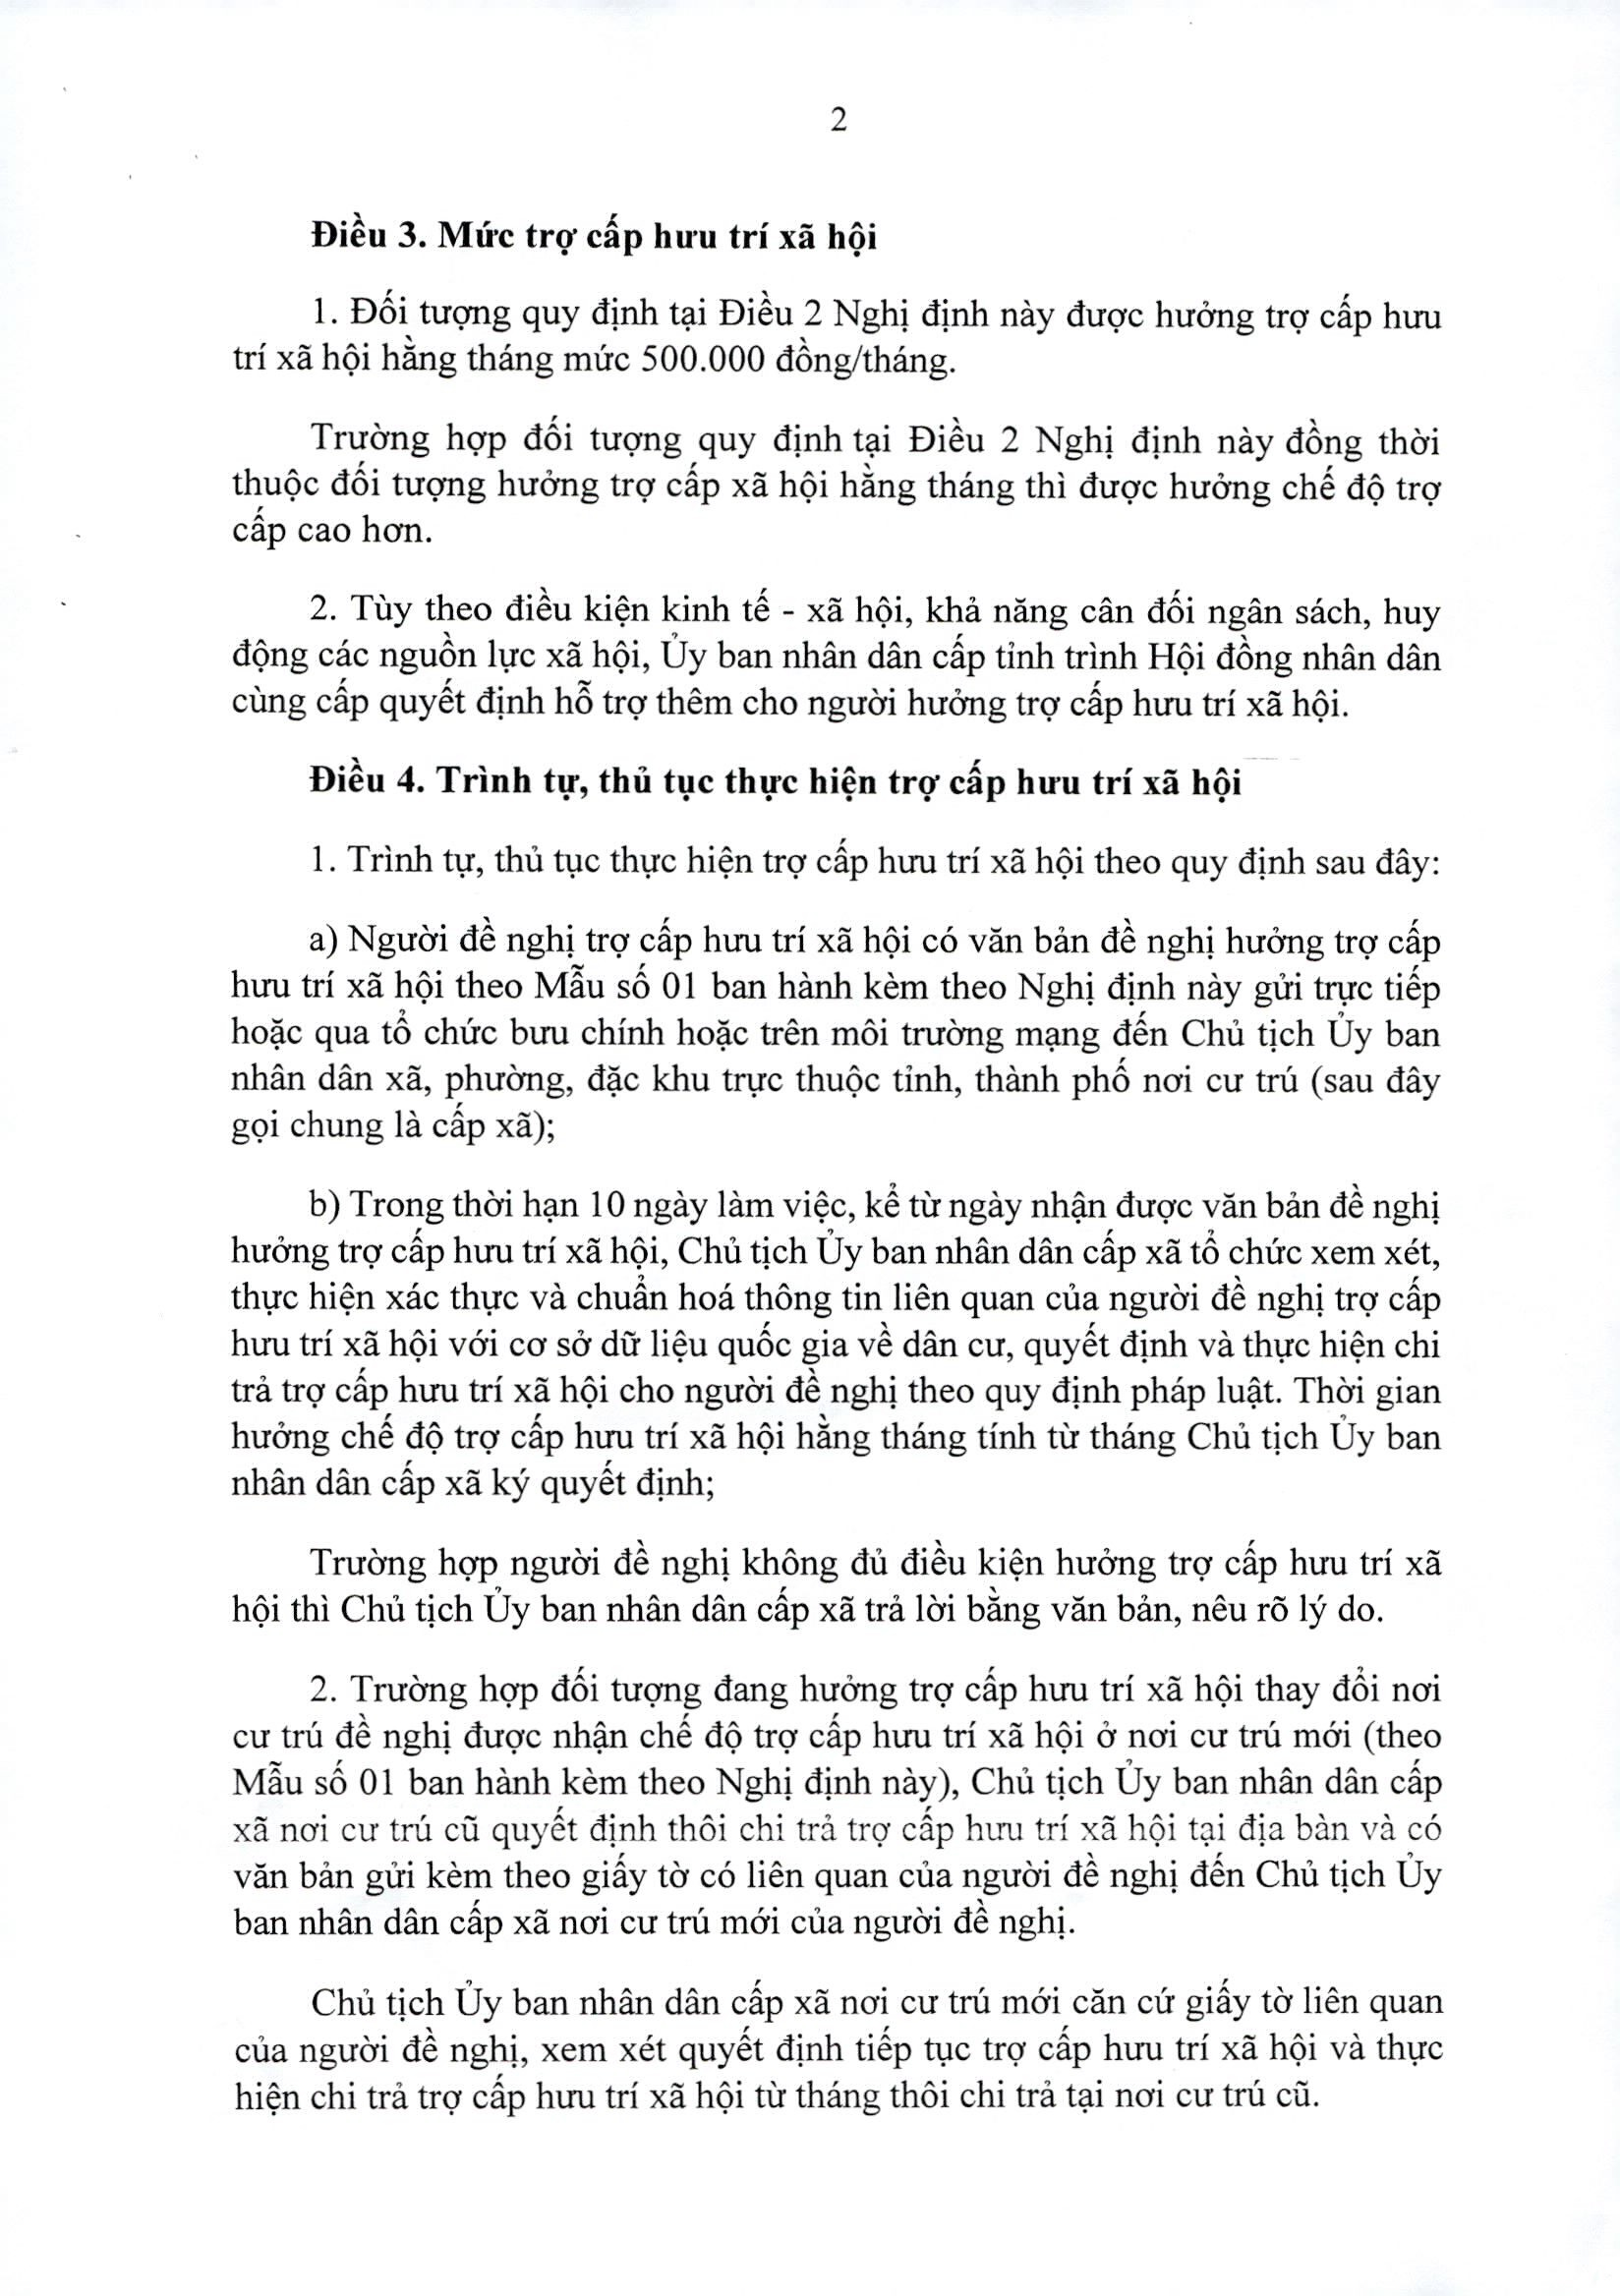 2
Điều 3. Mức trợ cấp hưu trí xã hội
1. Đối tượng quy định tại Điều 2 Nghị định này được hưởng trợ cấp hưu
trí xã hội hằng tháng mức 500.000 đồng/tháng.
Trường hợp đối tượng quy định tại Điều 2 Nghị định này đồng thời
thuộc đối tượng hưởng trợ cấp xã hội hằng tháng thì được hưởng chế độ trợ
cấp cao hơn.
2. Tùy theo điều kiện kinh tế - xã hội, khả năng cân đối ngân sách, huy
động các nguồn lực xã hội, Ủy ban nhân dân cấp tỉnh trình Hội đồng nhân dân
cùng cấp quyết định hỗ trợ thêm cho người hưởng trợ cấp hưu trí xã hội.
Điều 4. Trình tự, thủ tục thực hiện trợ cấp hưu trí xã hội
1. Trình tự, thủ tục thực hiện trợ cấp hưu trí xã hội theo quy định sau đây:
a) Người đề nghị trợ cấp hưu trí xã hội có văn bản đề nghị hưởng trợ cấp
hưu trí xã hội theo Mẫu số 01 ban hành kèm theo Nghị định này gửi trực tiếp
hoặc qua tổ chức bưu chính hoặc trên môi trường mạng đến Chủ tịch Ủy ban
nhân dân xã, phường, đặc khu trực thuộc tỉnh, thành phố nơi cư trú (sau đây
gọi chung là cấp xã);
b) Trong thời hạn 10 ngày làm việc, kể từ ngày nhận được văn bản đề nghị
hưởng trợ cấp hưu trí xã hội, Chủ tịch Ủy ban nhân dân cấp xã tổ chức xem xét,
thực hiện xác thực và chuẩn hoá thông tin liên quan của người đề nghị trợ cấp
hưu trí xã hội với cơ sở dữ liệu quốc gia về dân cư, quyết định và thực hiện chi
trả trợ cấp hưu trí xã hội cho người đề nghị theo quy định pháp luật. Thời gian
hưởng chế độ trợ cấp hưu trí xã hội hằng tháng tính từ tháng Chủ tịch Ủy ban
nhân dân cấp xã ký quyết định;
Trường hợp người đề nghị không đủ điều kiện hưởng trợ cấp hưu trí xã
hội thì Chủ tịch Ủy ban nhân dân cấp xã trả lời bằng văn bản, nêu rõ lý do.
2. Trường hợp đối tượng đang hưởng trợ cấp hưu trí xã hội thay đổi nơi
cư trú đề nghị được nhận chế độ trợ cấp hưu trí xã hội ở nơi cư trú mới (theo
Mẫu số 01 ban hành kèm theo Nghị định này), Chủ tịch Ủy ban nhân dân cấp
xã nơi cư trú cũ quyết định thôi chi trả trợ cấp hưu trí xã hội tại địa bàn và có
văn bản gửi kèm theo giấy tờ có liên quan của người đề nghị đến Chủ tịch Ủy
ban nhân dân cấp xã nơi cư trú mới của người đề nghị.
Chủ tịch Ủy ban nhân dân cấp xã nơi cư trú mới căn cứ giấy tờ liên quan
của người đề nghị, xem xét quyết định tiếp tục trợ cấp hưu trí xã hội và thực
hiện chi trả trợ cấp hưu trí xã hội từ tháng thôi chi trả tại nơi cư trú cũ.